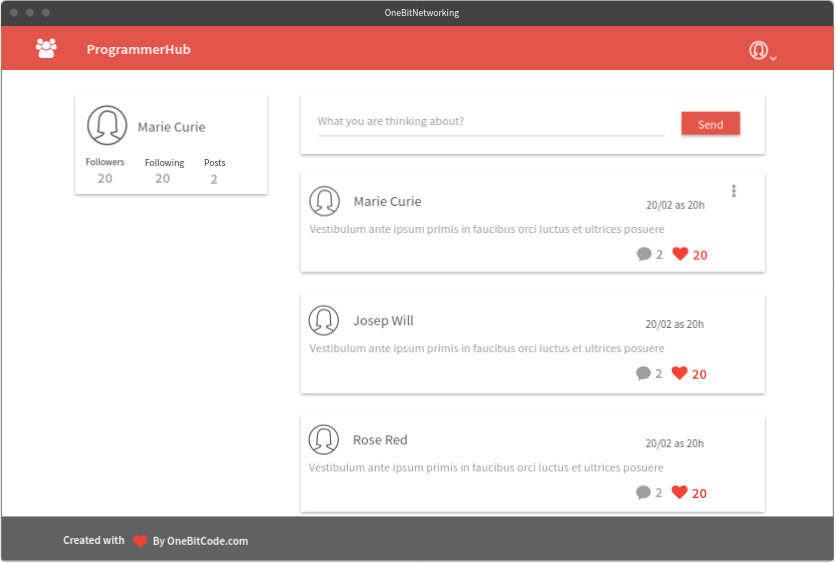 OneBitNetworking
ProgrammerHub
Marie Curie
Followers Following Posts
20 20 2
What you are thinking about?
Send
Marie Curie
20/02 as 20h
Vestibulum ante ipsum primis in faucibus orci luctus et ultrices posuere
2 20
Josep Will
20/02 as 20h
Vestibulum ante ipsum primis in faucibus orci luctus et ultrices posuere
2 20
Rose Red
20/02 as 20h
Vestibulum ante ipsum primis in faucibus orci luctus et ultrices posuere
2 20
Created with By OneBitCode.com